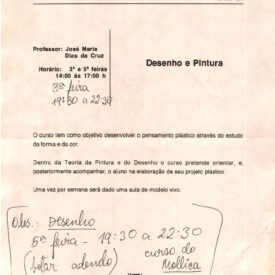 Professor: José Maria
Dias da Cruz
Horário: 3ª e 5ª feiras
14:00 às 17:00 h
3ª feira
19:30 a 22:30
Desenho e Pintura
O curso tem como objetivo desenvolver o pensamento plástico através do estudo
da forma e da cor.
Dentro da Teoria da Pintura e do Desenho o curso pretende orientar, e,
posteriormente acompanhar, o aluno na elaboração de seu projeto plástico.
Uma vez por semana será dado uma aula de modelo vivo.
Obs.: Desenho
5ª feira - 19:30 a 22:30
(falar adendo) curso do
Mollica